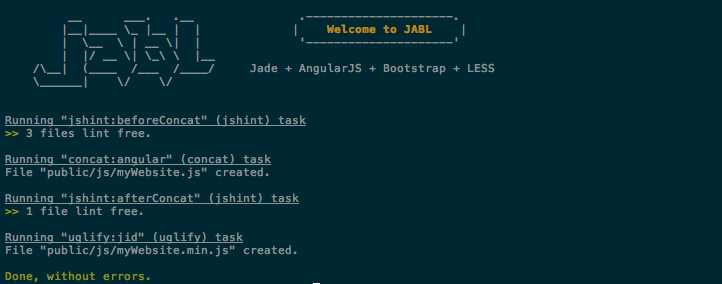 JABL
Welcome to JABL
Jade + AngularJS + Bootstrap + LESS
Running "jshint:beforeConcat" (jshint) task
>> 3 files lint free.
Running "concat:angular" (concat) task
File "public/js/myWebsite.js" created.
Running "jshint:afterConcat" (jshint) task
>> 1 file lint free.
Running "uglify:jid" (uglify) task
File "public/js/myWebsite.min.js" created.
Done, without errors.